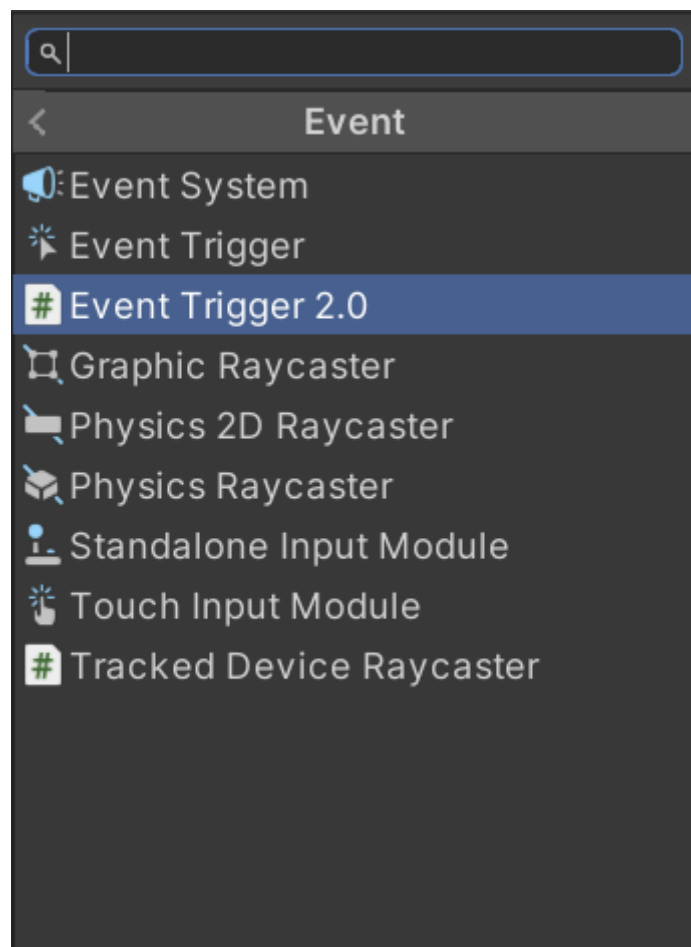 Event
Event System
Event Trigger
Event Trigger 2.0
Graphic Raycaster
Physics 2D Raycaster
Physics Raycaster
Standalone Input Module
Touch Input Module
Tracked Device Raycaster